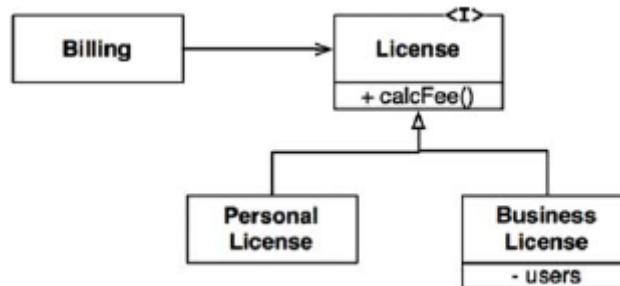 <I>
Billing
License
+ calcFee()
Personal
License
Business
License
- users